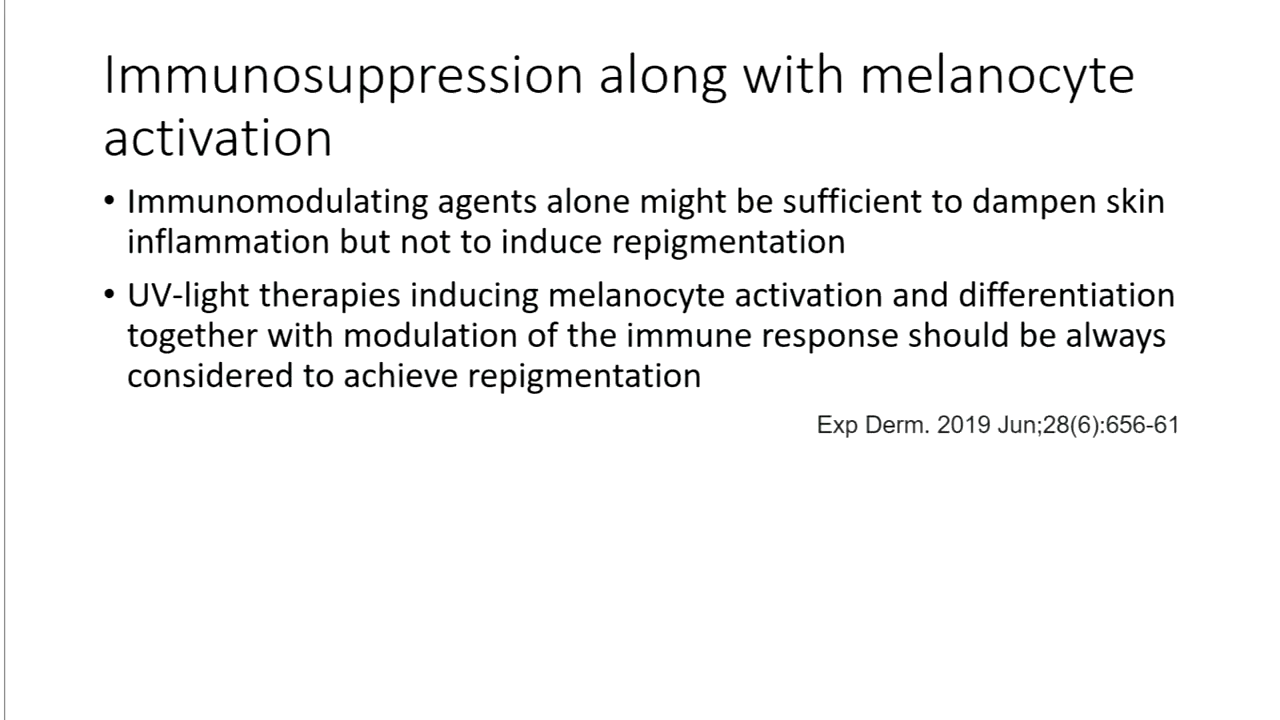 Immunosuppression along with melanocyte
activation
• Immunomodulating agents alone might be sufficient to dampen skin
inflammation but not to induce repigmentation
• UV-light therapies inducing melanocyte activation and differentiation
together with modulation of the immune response should be always
considered to achieve repigmentation
Exp Derm. 2019 Jun;28(6):656-61